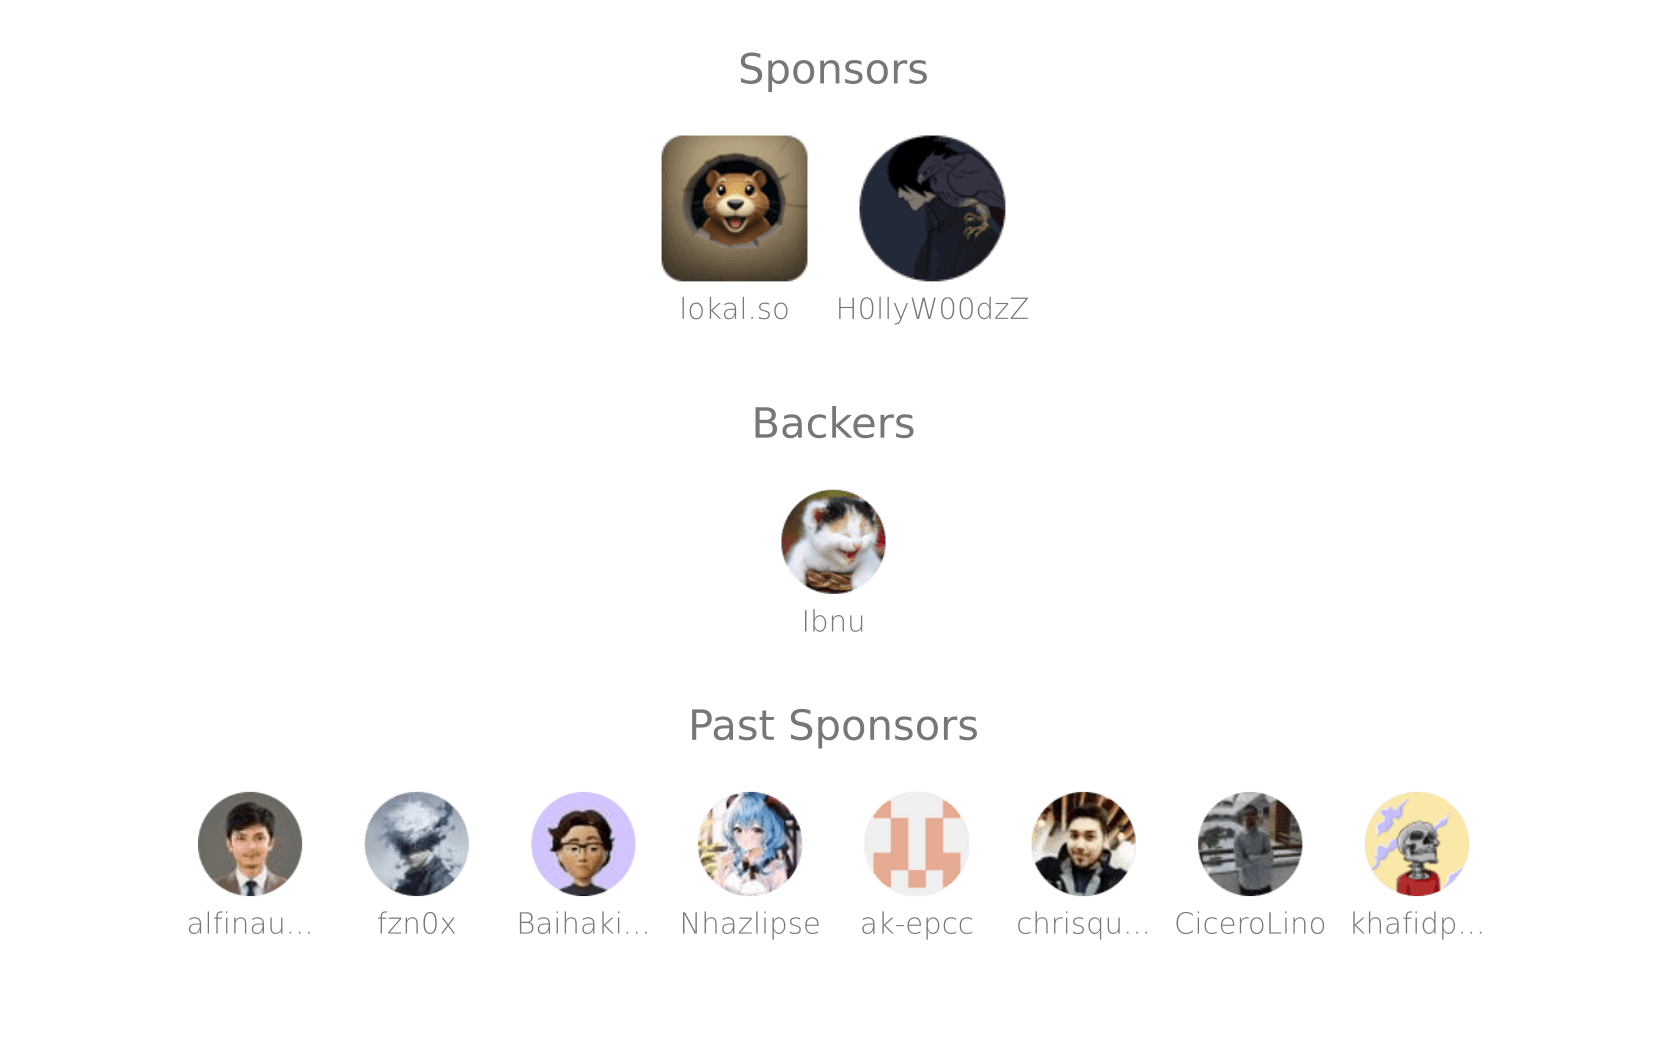 Sponsors
lokal.so H0llyW00dzZ
Backers
Ibnu
Past Sponsors
alfinau... fzn0x Baihaki... Nhazlipse ak-epcc chrisqu... CiceroLino khafidp...